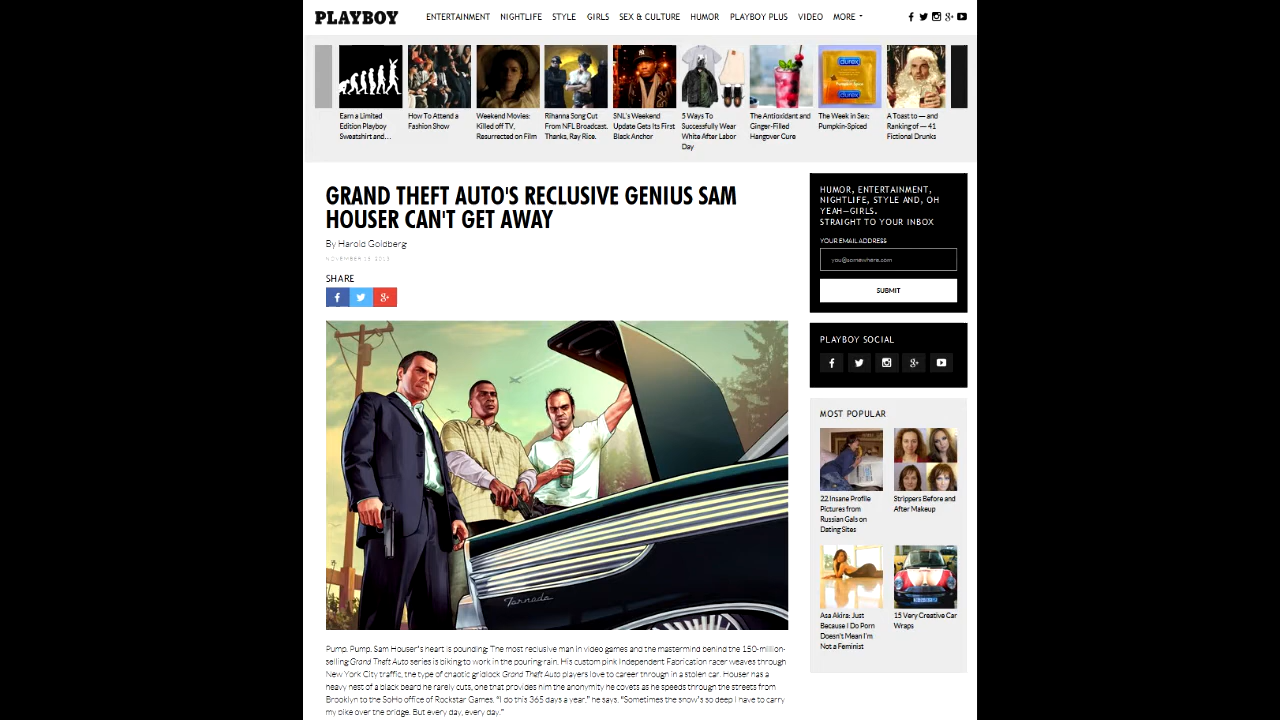 PLAYBOY
ENTERTAINMENT NIGHTLIFE STYLE GIRLS SEX & CULTURE HUMOR PLAYBOY PLUS VIDEO MORE
Earn a Limited
Edition Playboy
Sweatshirt and...
How To Attend a
Fashion Show
Weekend Movies:
Killed off TV,
Resurrected on Film
Rihanna Song Cut
From NFL Broadcast.
Thanks, Ray Rice.
SNL's Weekend
Update Gets Its First
Black Anchor
5 Ways To
Successfully Wear
White After Labor
Day
The Antioxidant and
Ginger-Filled
Hangover Cure
durex
durex
The Week in Sex:
Pumpkin-Spiced
A Toast to — and
Ranking of — 41
Fictional Drunks
GRAND THEFT AUTO'S RECLUSIVE GENIUS SAM
HOUSER CAN'T GET AWAY
By Harold Goldberg
SHARE
Tornado
Pump. Pump. Sam Houser's heart is pounding: The most reclusive man in video games and the mastermind behind the 150-million-
selling Grand Theft Auto series is biking to work in the pouring rain. His custom pink Independent Fabrication racer weaves through
New York City traffic, the type of chaotic gridlock Grand Theft Auto players love to career through in a stolen car. Houser has a
heavy nest of a black beard he rarely cuts, one that provides him the anonymity he covets as he speeds through the streets from
Brooklyn to the SoHo office of Rockstar Games. "I do this 365 days a year," he says. "Sometimes the snow's so deep I have to carry
my bike over the bridge. But every day, every day."
HUMOR, ENTERTAINMENT,
NIGHTLIFE, STYLE AND, OH
YEAH—GIRLS.
STRAIGHT TO YOUR INBOX
YOUR EMAIL ADDRESS
you@somewhere.com
SUBMIT
PLAYBOY SOCIAL
MOST POPULAR
22 Insane Profile
Pictures from
Russian Gals on
Dating Sites
Strippers Before and
After Makeup
Asa Akira: Just
Because I Do Porn
Doesn't Mean I'm
Not a Feminist
15 Very Creative Car
Wraps